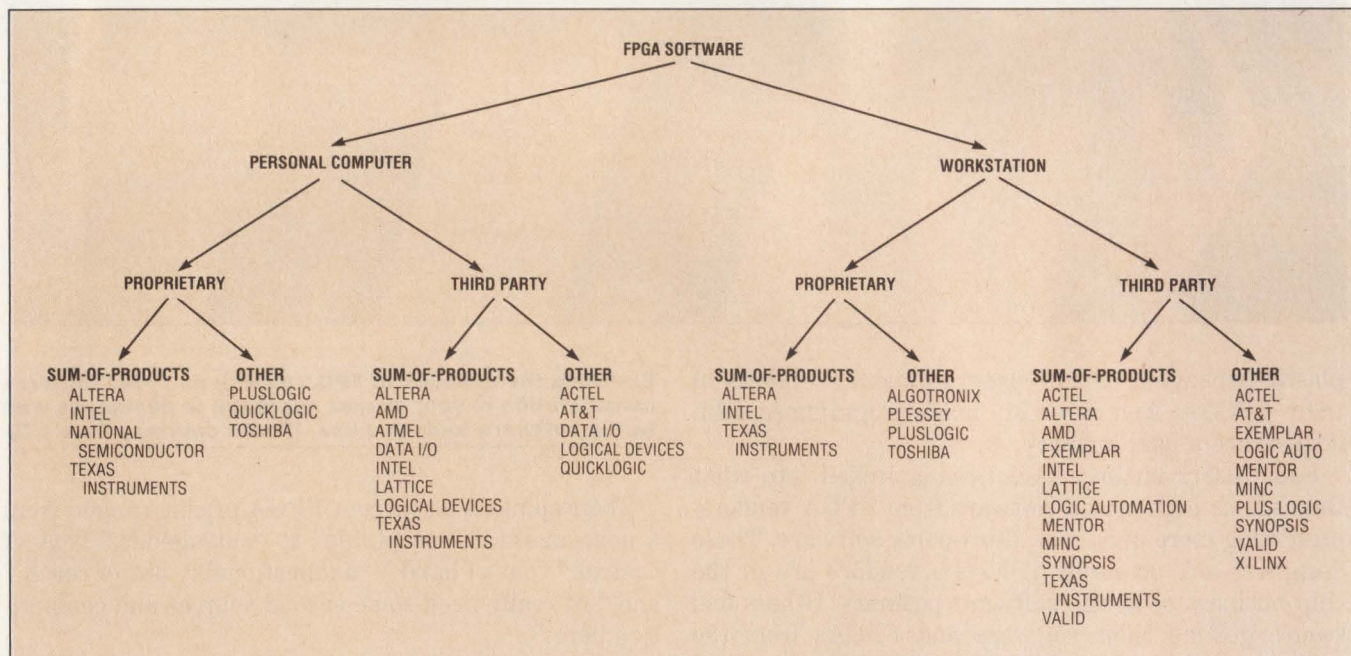 FPGA SOFTWARE
PERSONAL COMPUTER
WORKSTATION
PROPRIETARY
THIRD PARTY
PROPRIETARY
THIRD PARTY
SUM-OF-PRODUCTS
ALTERA
INTEL
NATIONAL
SEMICONDUCTOR
TEXAS
INSTRUMENTS
OTHER
PLUSLOGIC
QUICKLOGIC
TOSHIBA
SUM-OF-PRODUCTS
ALTERA
AMD
ATMEL
DATA I/O
INTEL
LATTICE
LOGICAL DEVICES
TEXAS
INSTRUMENTS
OTHER
ACTEL
AT&T
DATA I/O
LOGICAL DEVICES
QUICKLOGIC
SUM-OF-PRODUCTS
ALTERA
INTEL
TEXAS
INSTRUMENTS
OTHER
ALGOTRONIX
PLESSEY
PLUSLOGIC
TOSHIBA
SUM-OF-PRODUCTS
ACTEL
ALTERA
AMD
EXEMPLAR
INTEL
LATTICE
LOGIC AUTOMATION
MENTOR
MINC
SYNOPSIS
TEXAS
INSTRUMENTS
VALID
OTHER
ACTEL
AT&T
EXEMPLAR
LOGIC AUTO
MENTOR
MINC
PLUS LOGIC
SYNOPSIS
VALID
XILINX